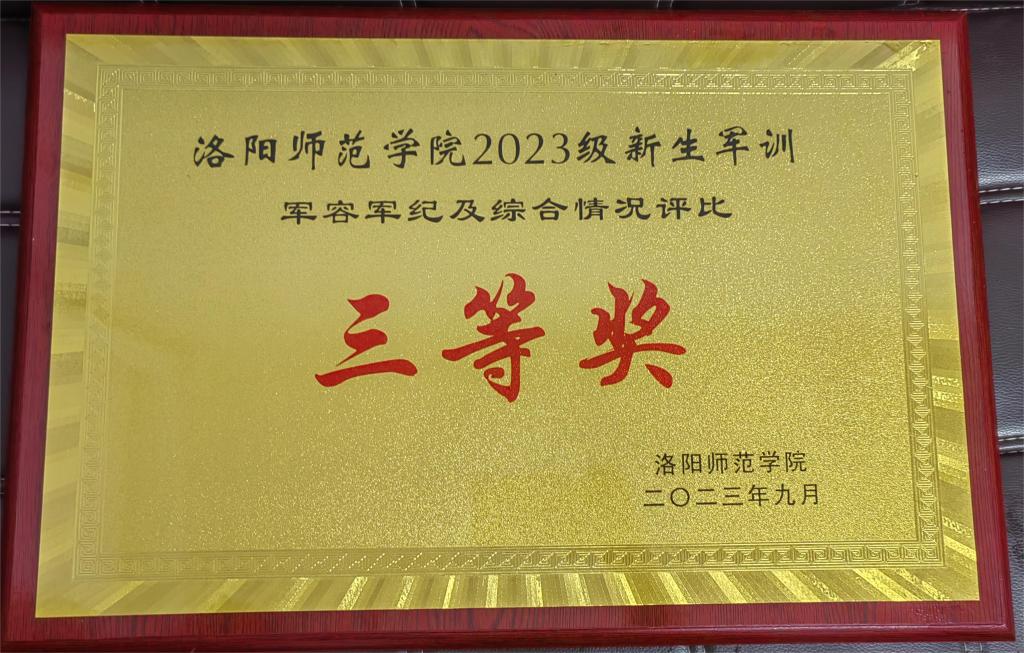 洛阳师范学院2023级新生军训
军容军纪及综合情况评比
三等奖
洛阳师范学院
二〇二三年九月